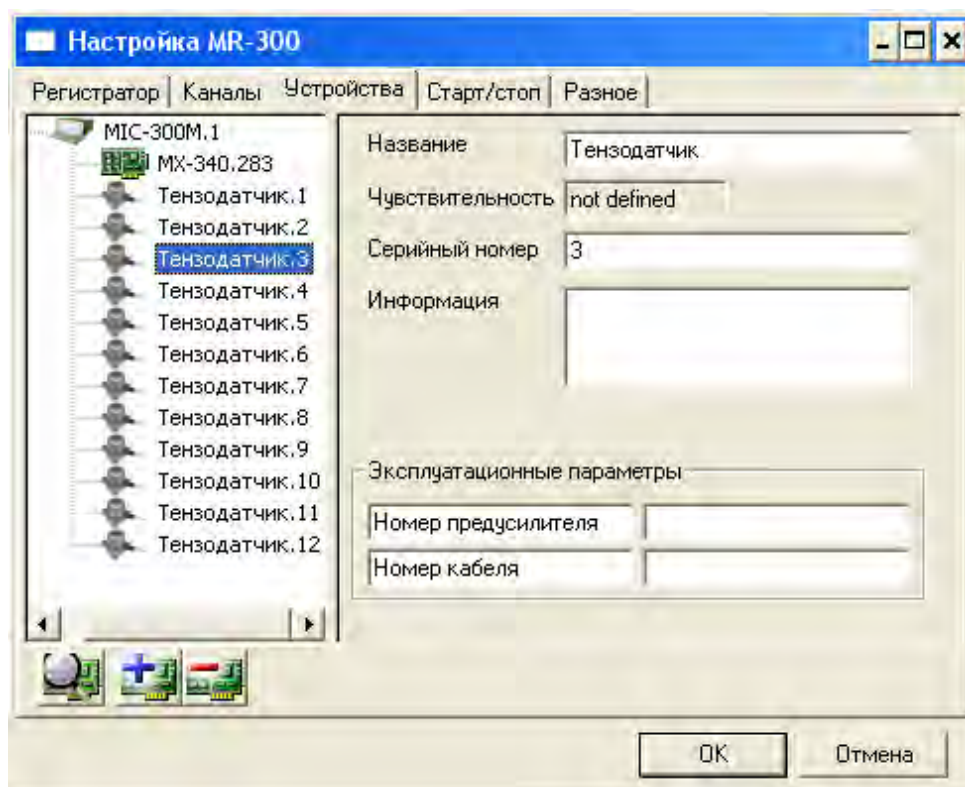 Настройка MR-300
Регистратор Каналы Устройства Старт/стоп Разное
MIC-300M.1
MX-340.283
Тензодатчик.1
Тензодатчик.2
Тензодатчик.3
Тензодатчик.4
Тензодатчик.5
Тензодатчик.6
Тензодатчик.7
Тензодатчик.8
Тензодатчик.9
Тензодатчик.10
Тензодатчик.11
Тензодатчик.12
Название Тензодатчик
Чувствительность not defined
Серийный номер 3
Информация
Эксплуатационные параметры
Номер предусилителя
Номер кабеля
OK Отмена